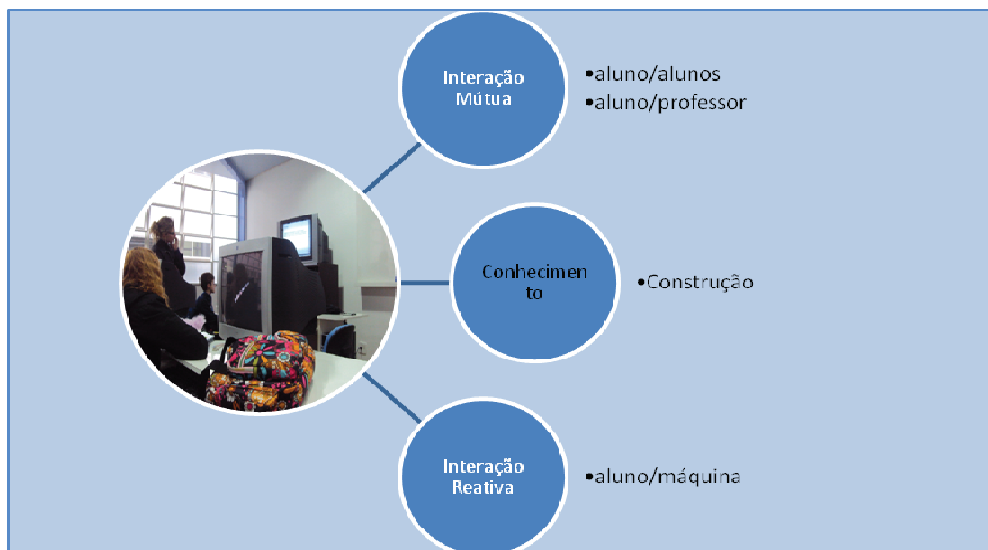 Interação
Mútua
•aluno/alunos
•aluno/professor
Conhecimen
to
•Construção
Interação
Reativa
•aluno/máquina